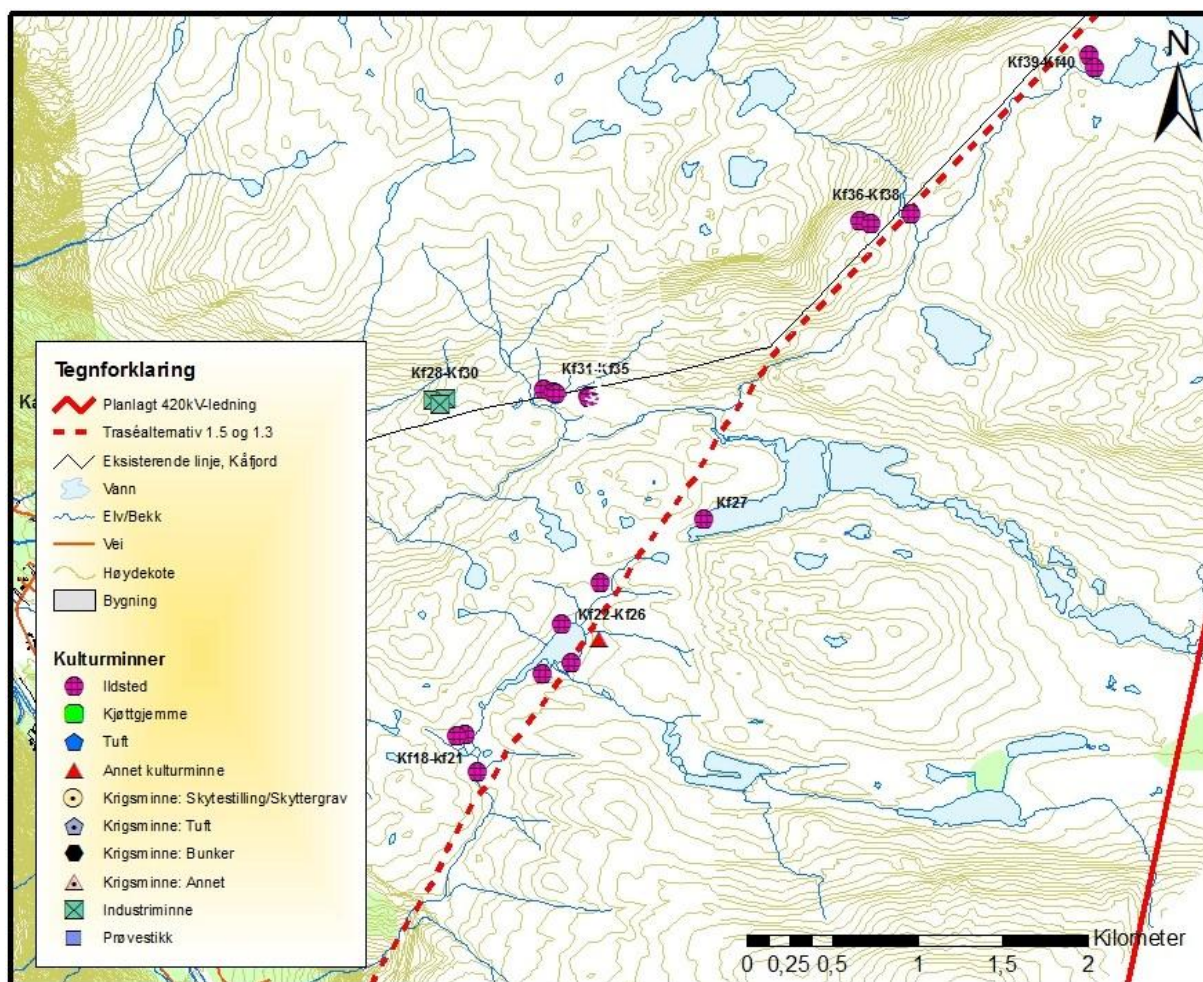 N
Kf39-Kf40
Kf36-Kf38
Kf28-Kf30
Kf31-Kf35
Kf27
Kf22-Kf26
Kf18-kf21
Tegnforklaring
Planlagt 420kV-ledning
Traséalternativ 1.5 og 1.3
Eksisterende linje, Kåfjord
Vann
Elv/Bekk
Vei
Høydekote
Bygning
Kulturminner
Ildsted
Kjøttgjemme
Tuft
Annet kulturminne
Krigsminne: Skytestilling/Skyttergrav
Krigsminne: Tuft
Krigsminne: Bunker
Krigsminne: Annet
Industriminne
Prøvestikk
Kilometer
0 0,25 0,5 1 1,5 2